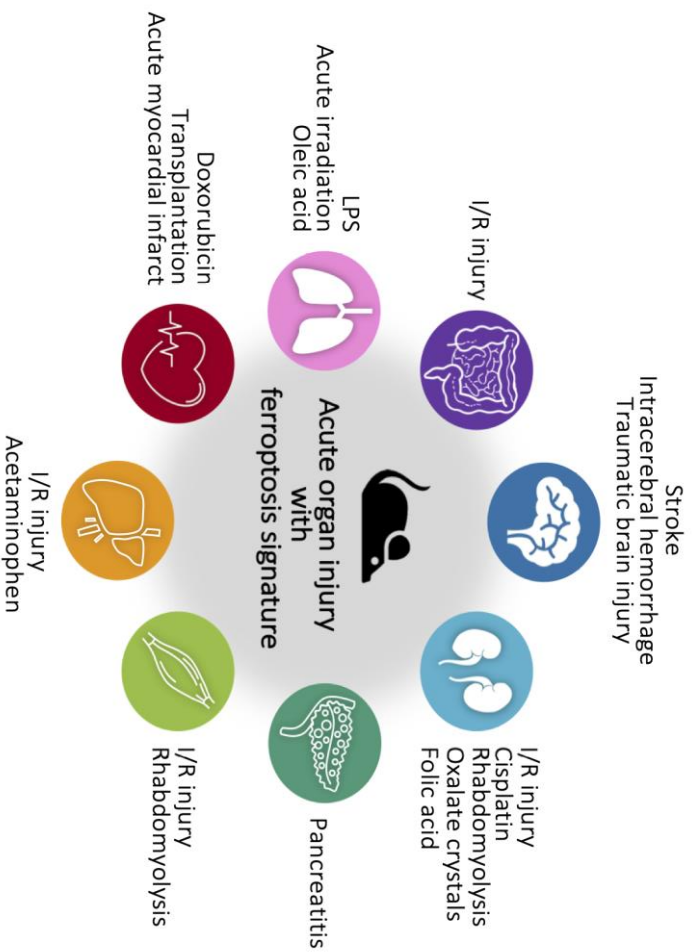 Stroke
Intracerebral hemorrhage
Traumatic brain injury
I/R injury
I/R injury
Cisplatin
Rhabdomyolysis
Oxalate crystals
Folic acid
LPS
Acute irradiation
Oleic acid
Acute organ injury
with
ferroptosis signature
Pancreatitis
Doxorubicin
Transplantation
Acute myocardial infarct
I/R injury
Rhabdomyolysis
I/R injury
Acetaminophen